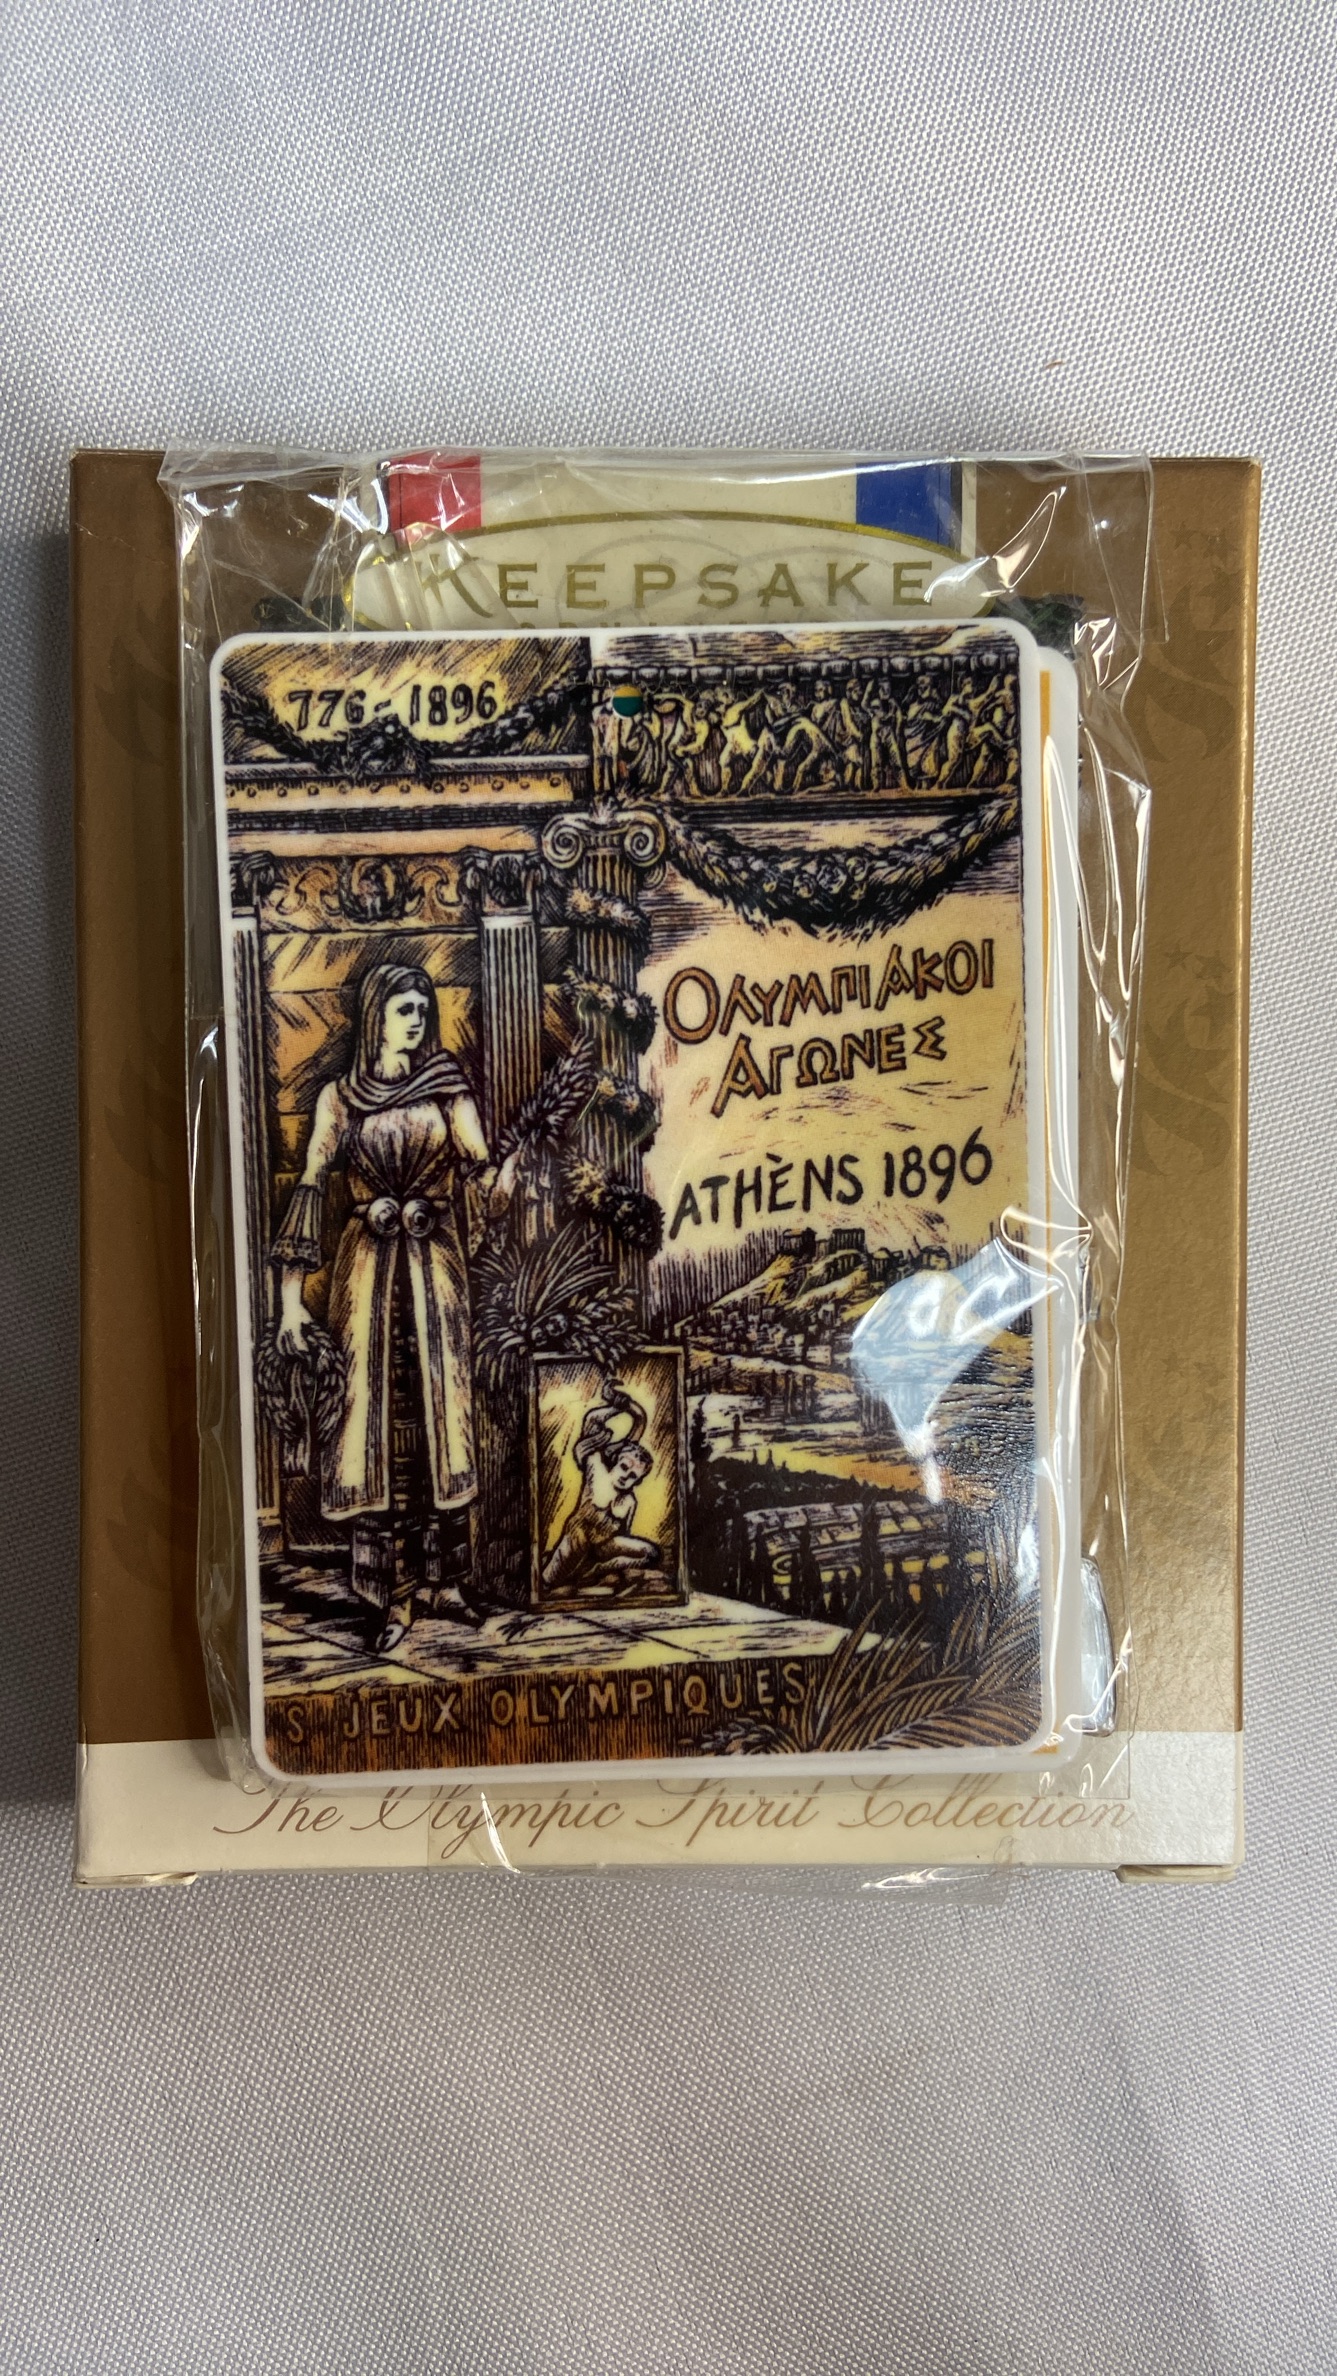 KEEPSAKE
776-1896
ΟΛΥΜΠΙΑΚΟΙ
ΑΓΩΝΕΣ
ATHÈNS 1896
S JEUX OLYMPIQUES
The Olympic Spirit Collection